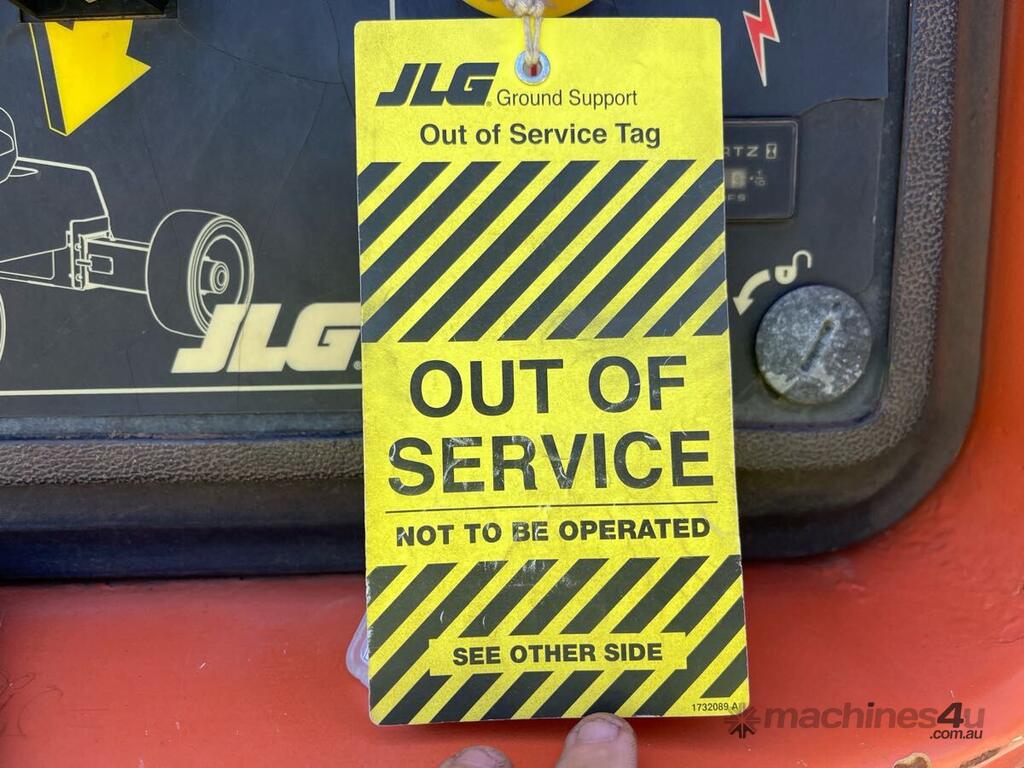 JLG Ground Support
Out of Service Tag
OUT OF
SERVICE
NOT TO BE OPERATED
SEE OTHER SIDE
1732089 A
JLG
machines4u
.com.au